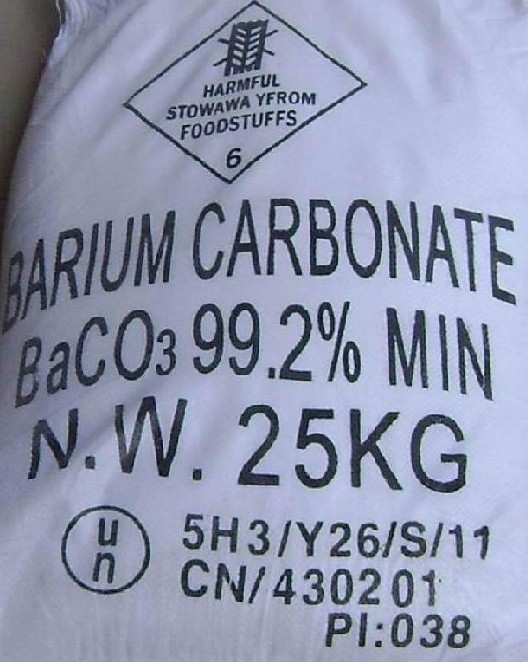 HARMFUL
STOWAWA YFROM
FOODSTUFFS
6
BARIUM CARBONATE
BaCO3 99.2% MIN
N.W. 25KG
u
n
5H3/Y26/S/11
CN/430201
PI:038